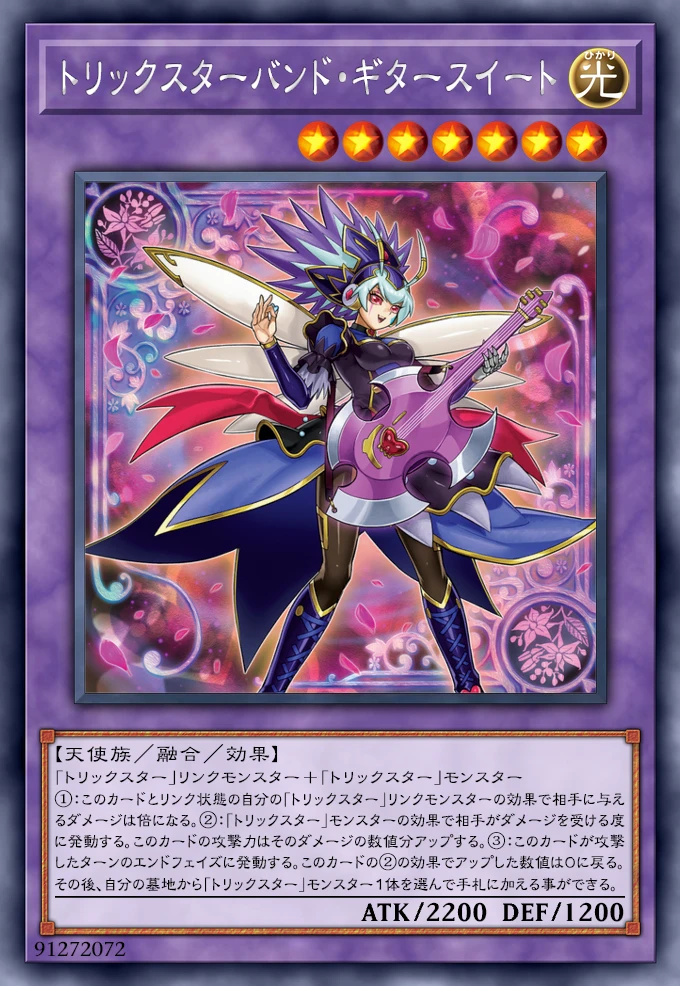 トリックスターバンド・ギタースイート
ひかり
光
【天使族／融合／効果】
「トリックスター」リンクモンスター＋「トリックスター」モンスター
①：このカードとリンク状態の自分の「トリックスター」リンクモンスターの効果で相手に与え
るダメージは倍になる。②：「トリックスター」モンスターの効果で相手がダメージを受ける度
に発動する。このカードの攻撃力はそのダメージの数値分アップする。③：このカードが攻撃
したターンのエンドフェイズに発動する。このカードの②の効果でアップした数値は０に戻る。
その後、自分の墓地から「トリックスター」モンスター１体を選んで手札に加える事ができる。
ATK/2200 DEF/1200
91272072